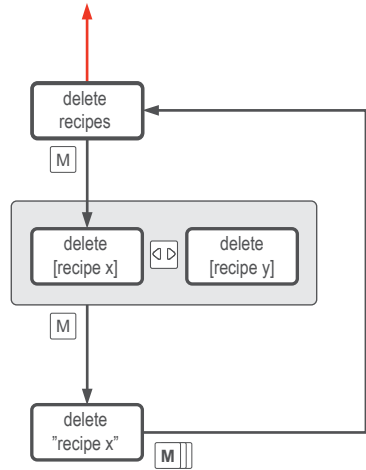 delete
recipes
M
delete
[recipe x]
delete
[recipe y]
M
delete
”recipe x”
M